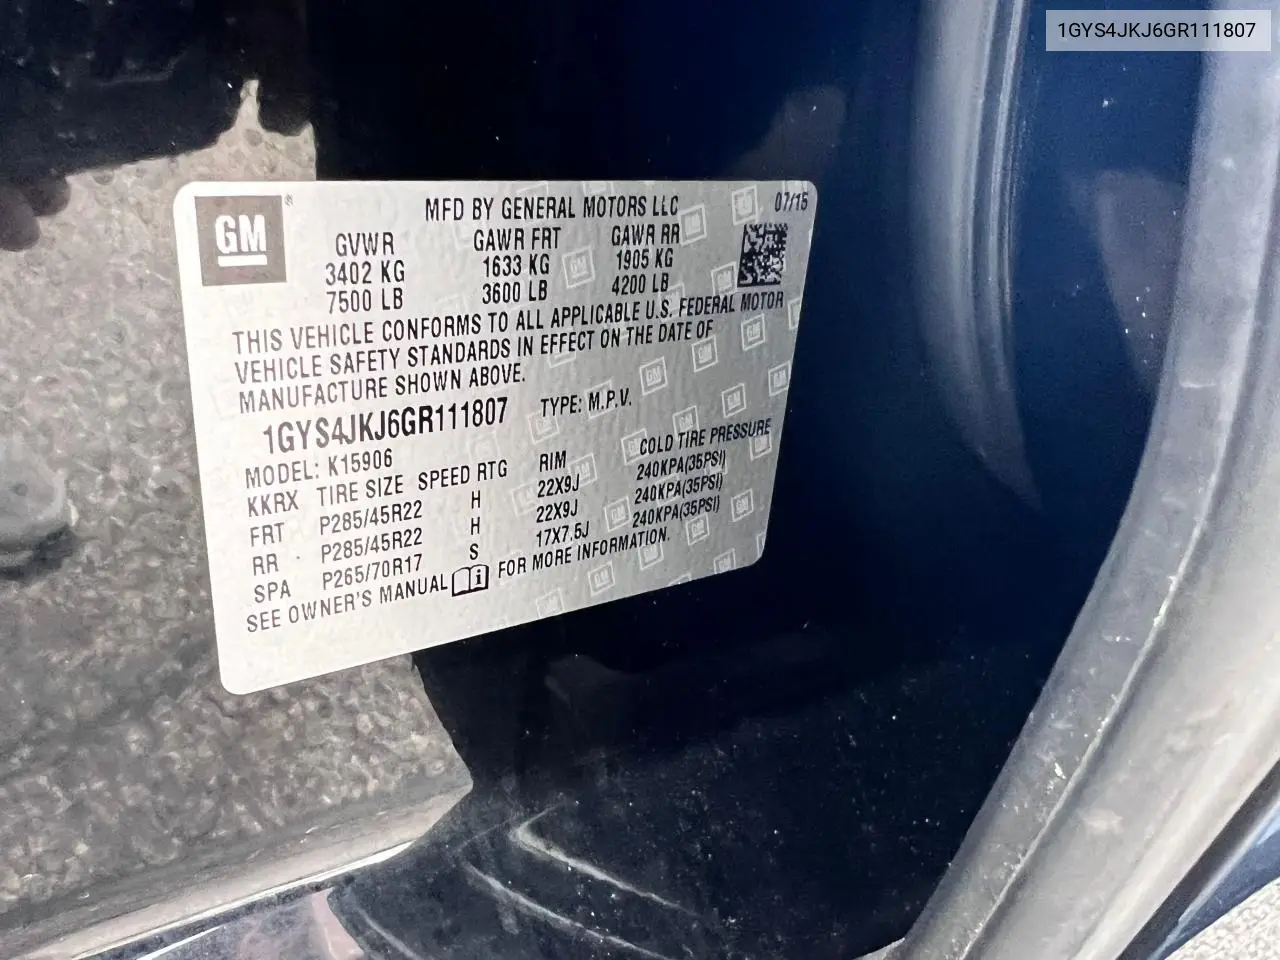 1GYS4JKJ6GR111807
GM ®
MFD BY GENERAL MOTORS LLC 07/15
GVWR GAWR FRT GAWR RR
3402 KG 1633 KG 1905 KG
7500 LB 3600 LB 4200 LB
THIS VEHICLE CONFORMS TO ALL APPLICABLE U.S. FEDERAL MOTOR
VEHICLE SAFETY STANDARDS IN EFFECT ON THE DATE OF
MANUFACTURE SHOWN ABOVE.
1GYS4JKJ6GR111807 TYPE: M.P.V.
MODEL: K15906
KKRX TIRE SIZE SPEED RTG RIM COLD TIRE PRESSURE
FRT P285/45R22 H 22X9J 240KPA(35PSI)
RR P285/45R22 H 22X9J 240KPA(35PSI)
SPA P265/70R17 S 17X7.5J 240KPA(35PSI)
SEE OWNER'S MANUAL FOR MORE INFORMATION.